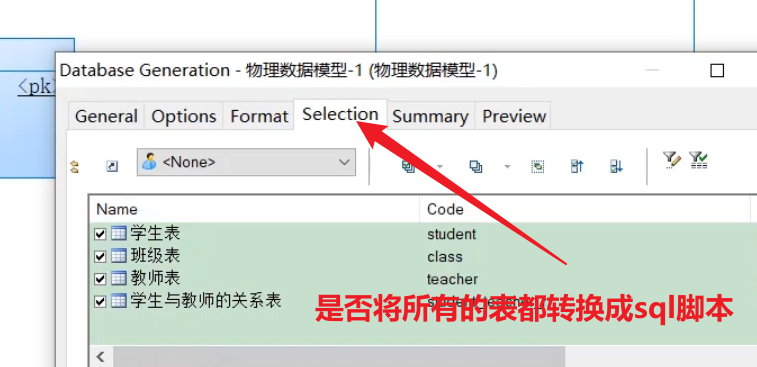 <pk
Database Generation - 物理数据模型-1 (物理数据模型-1)
General Options Format Selection Summary Preview
<None>
Name Code
学生表 student
班级表 class
教师表 teacher
学生与教师的关系表
是否将所有的表都转换成sql脚本